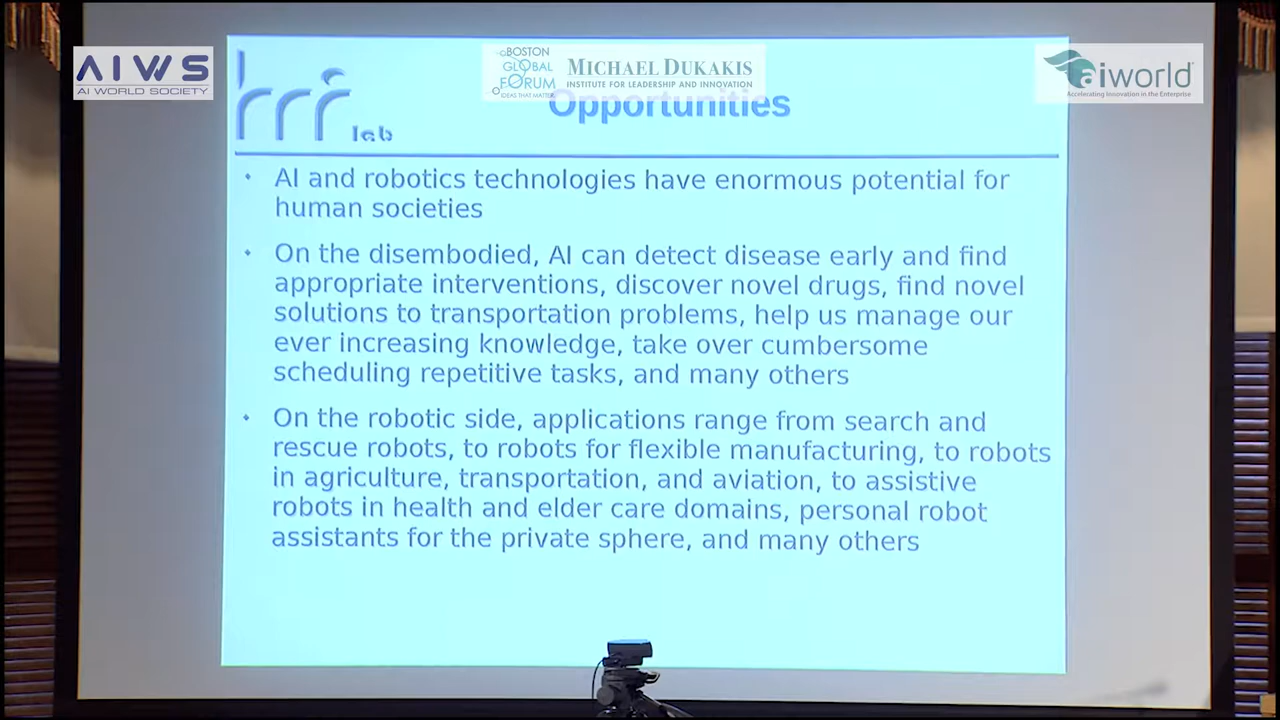 AIWS
AI WORLD SOCIETY
BOSTON
GLOBAL
FORUM
IDEAS THAT MATTER
MICHAEL DUKAKIS
INSTITUTE FOR LEADERSHIP AND INNOVATION
aiworld
Accelerating Innovation in the Enterprise
hri lab
Opportunities
• AI and robotics technologies have enormous potential for
human societies
• On the disembodied, AI can detect disease early and find
appropriate interventions, discover novel drugs, find novel
solutions to transportation problems, help us manage our
ever increasing knowledge, take over cumbersome
scheduling repetitive tasks, and many others
• On the robotic side, applications range from search and
rescue robots, to robots for flexible manufacturing, to robots
in agriculture, transportation, and aviation, to assistive
robots in health and elder care domains, personal robot
assistants for the private sphere, and many others